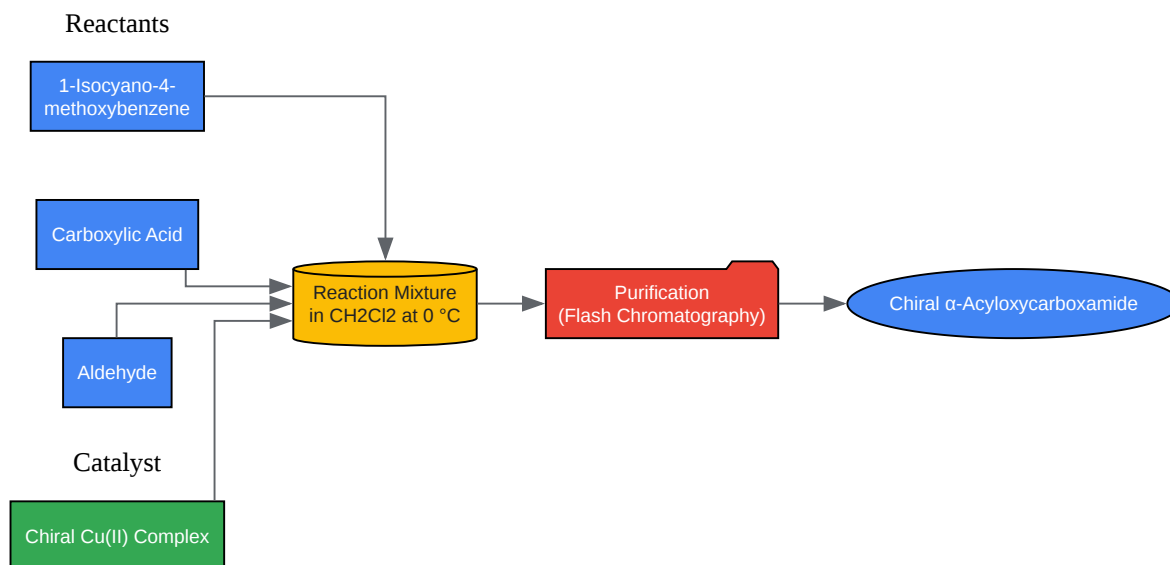 Reactants
1-Isocyano-4-
methoxybenzene
Carboxylic Acid
Reaction Mixture
in CH2Cl2 at 0 °C
Purification
(Flash Chromatography)
Chiral α-Acyloxycarboxamide
Aldehyde
Catalyst
Chiral Cu(II) Complex